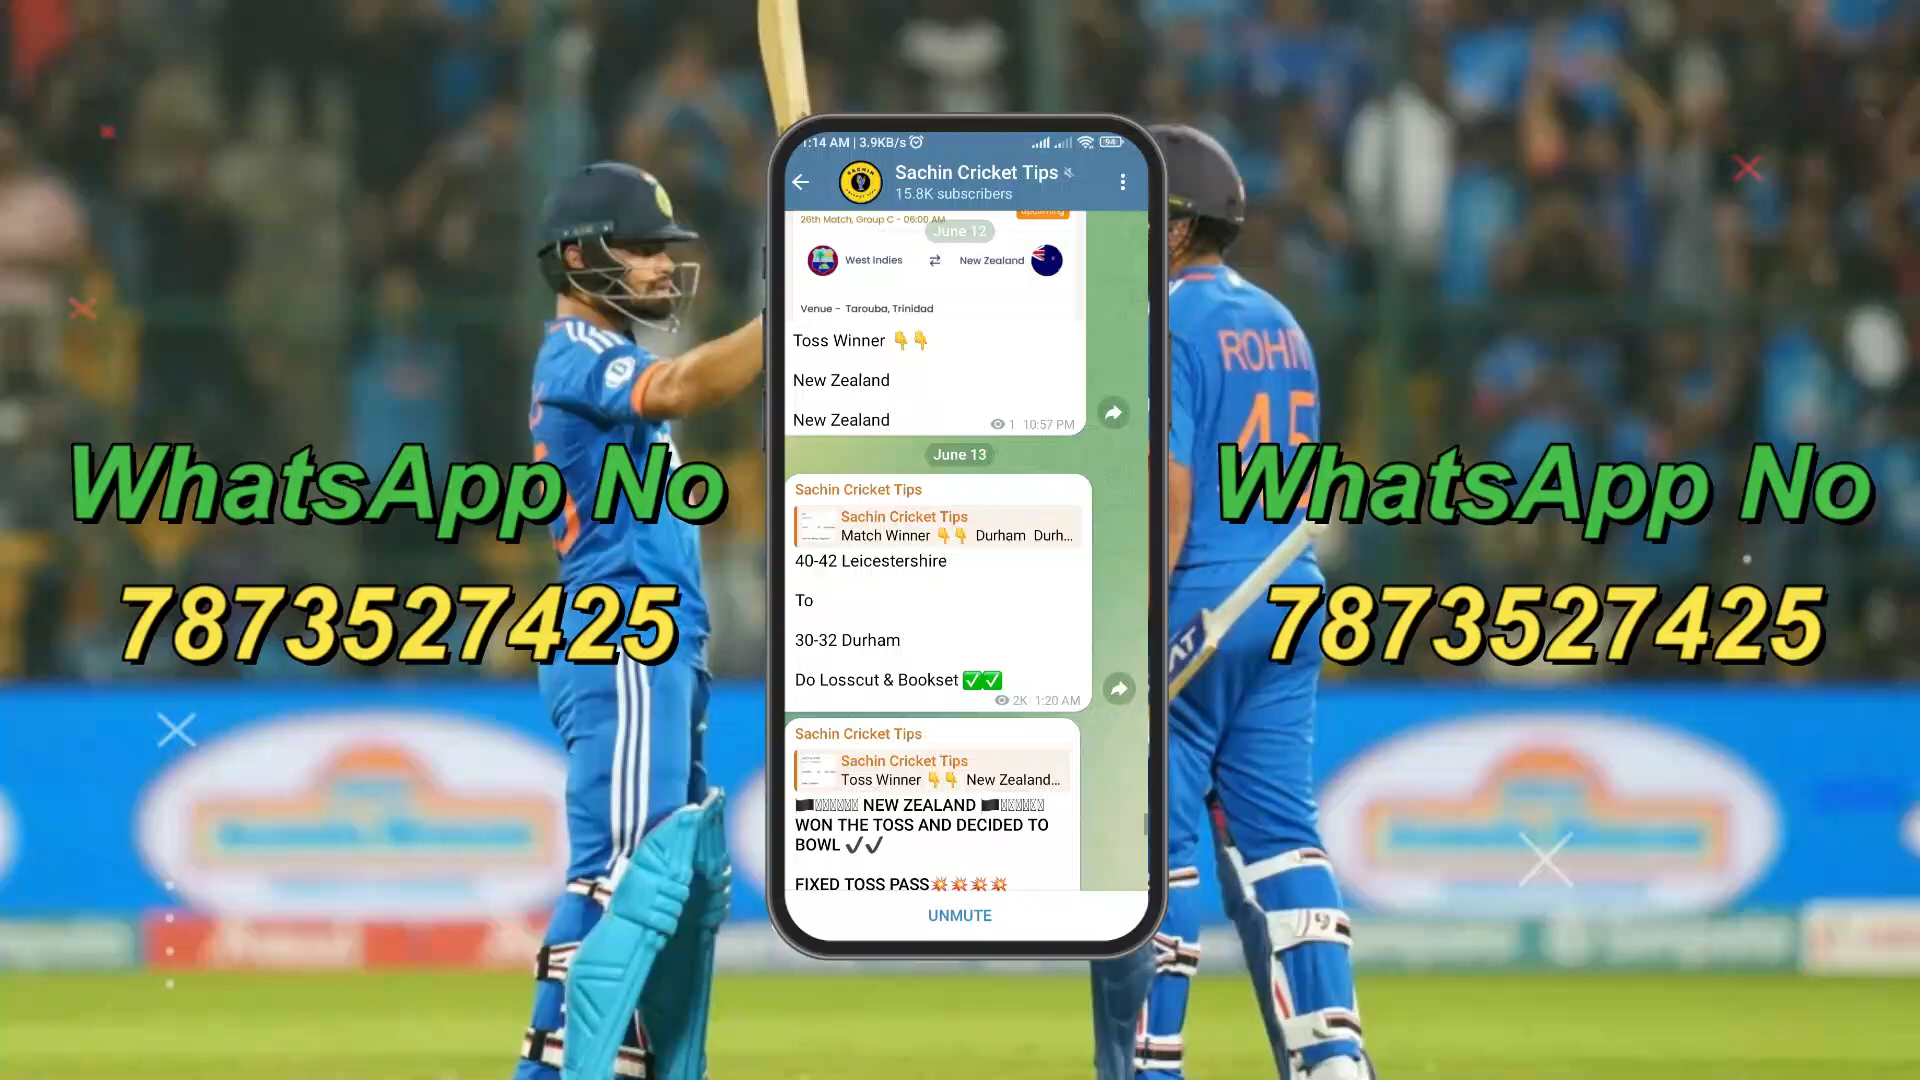 WhatsApp No
7873527425
1:14 AM | 3.9KB/s
94
Sachin Cricket Tips
15.8K subscribers
26th Match, Group C - 06:00 AM
Upcoming
June 12
West Indies
New Zealand
Venue - Tarouba, Trinidad
Toss Winner 👇👇
New Zealand
New Zealand
1 10:57 PM
June 13
Sachin Cricket Tips
Sachin Cricket Tips
Match Winner 👇👇 Durham Durh...
40-42 Leicestershire
To
30-32 Durham
Do Losscut & Bookset ✅✅
2K 1:20 AM
Sachin Cricket Tips
Sachin Cricket Tips
Toss Winner 👇👇 New Zealand...
🏴 NEW ZEALAND 🏴
WON THE TOSS AND DECIDED TO
BOWL ✔✔
FIXED TOSS PASS💥💥💥💥
UNMUTE
ROHIT
45
WhatsApp No
7873527425